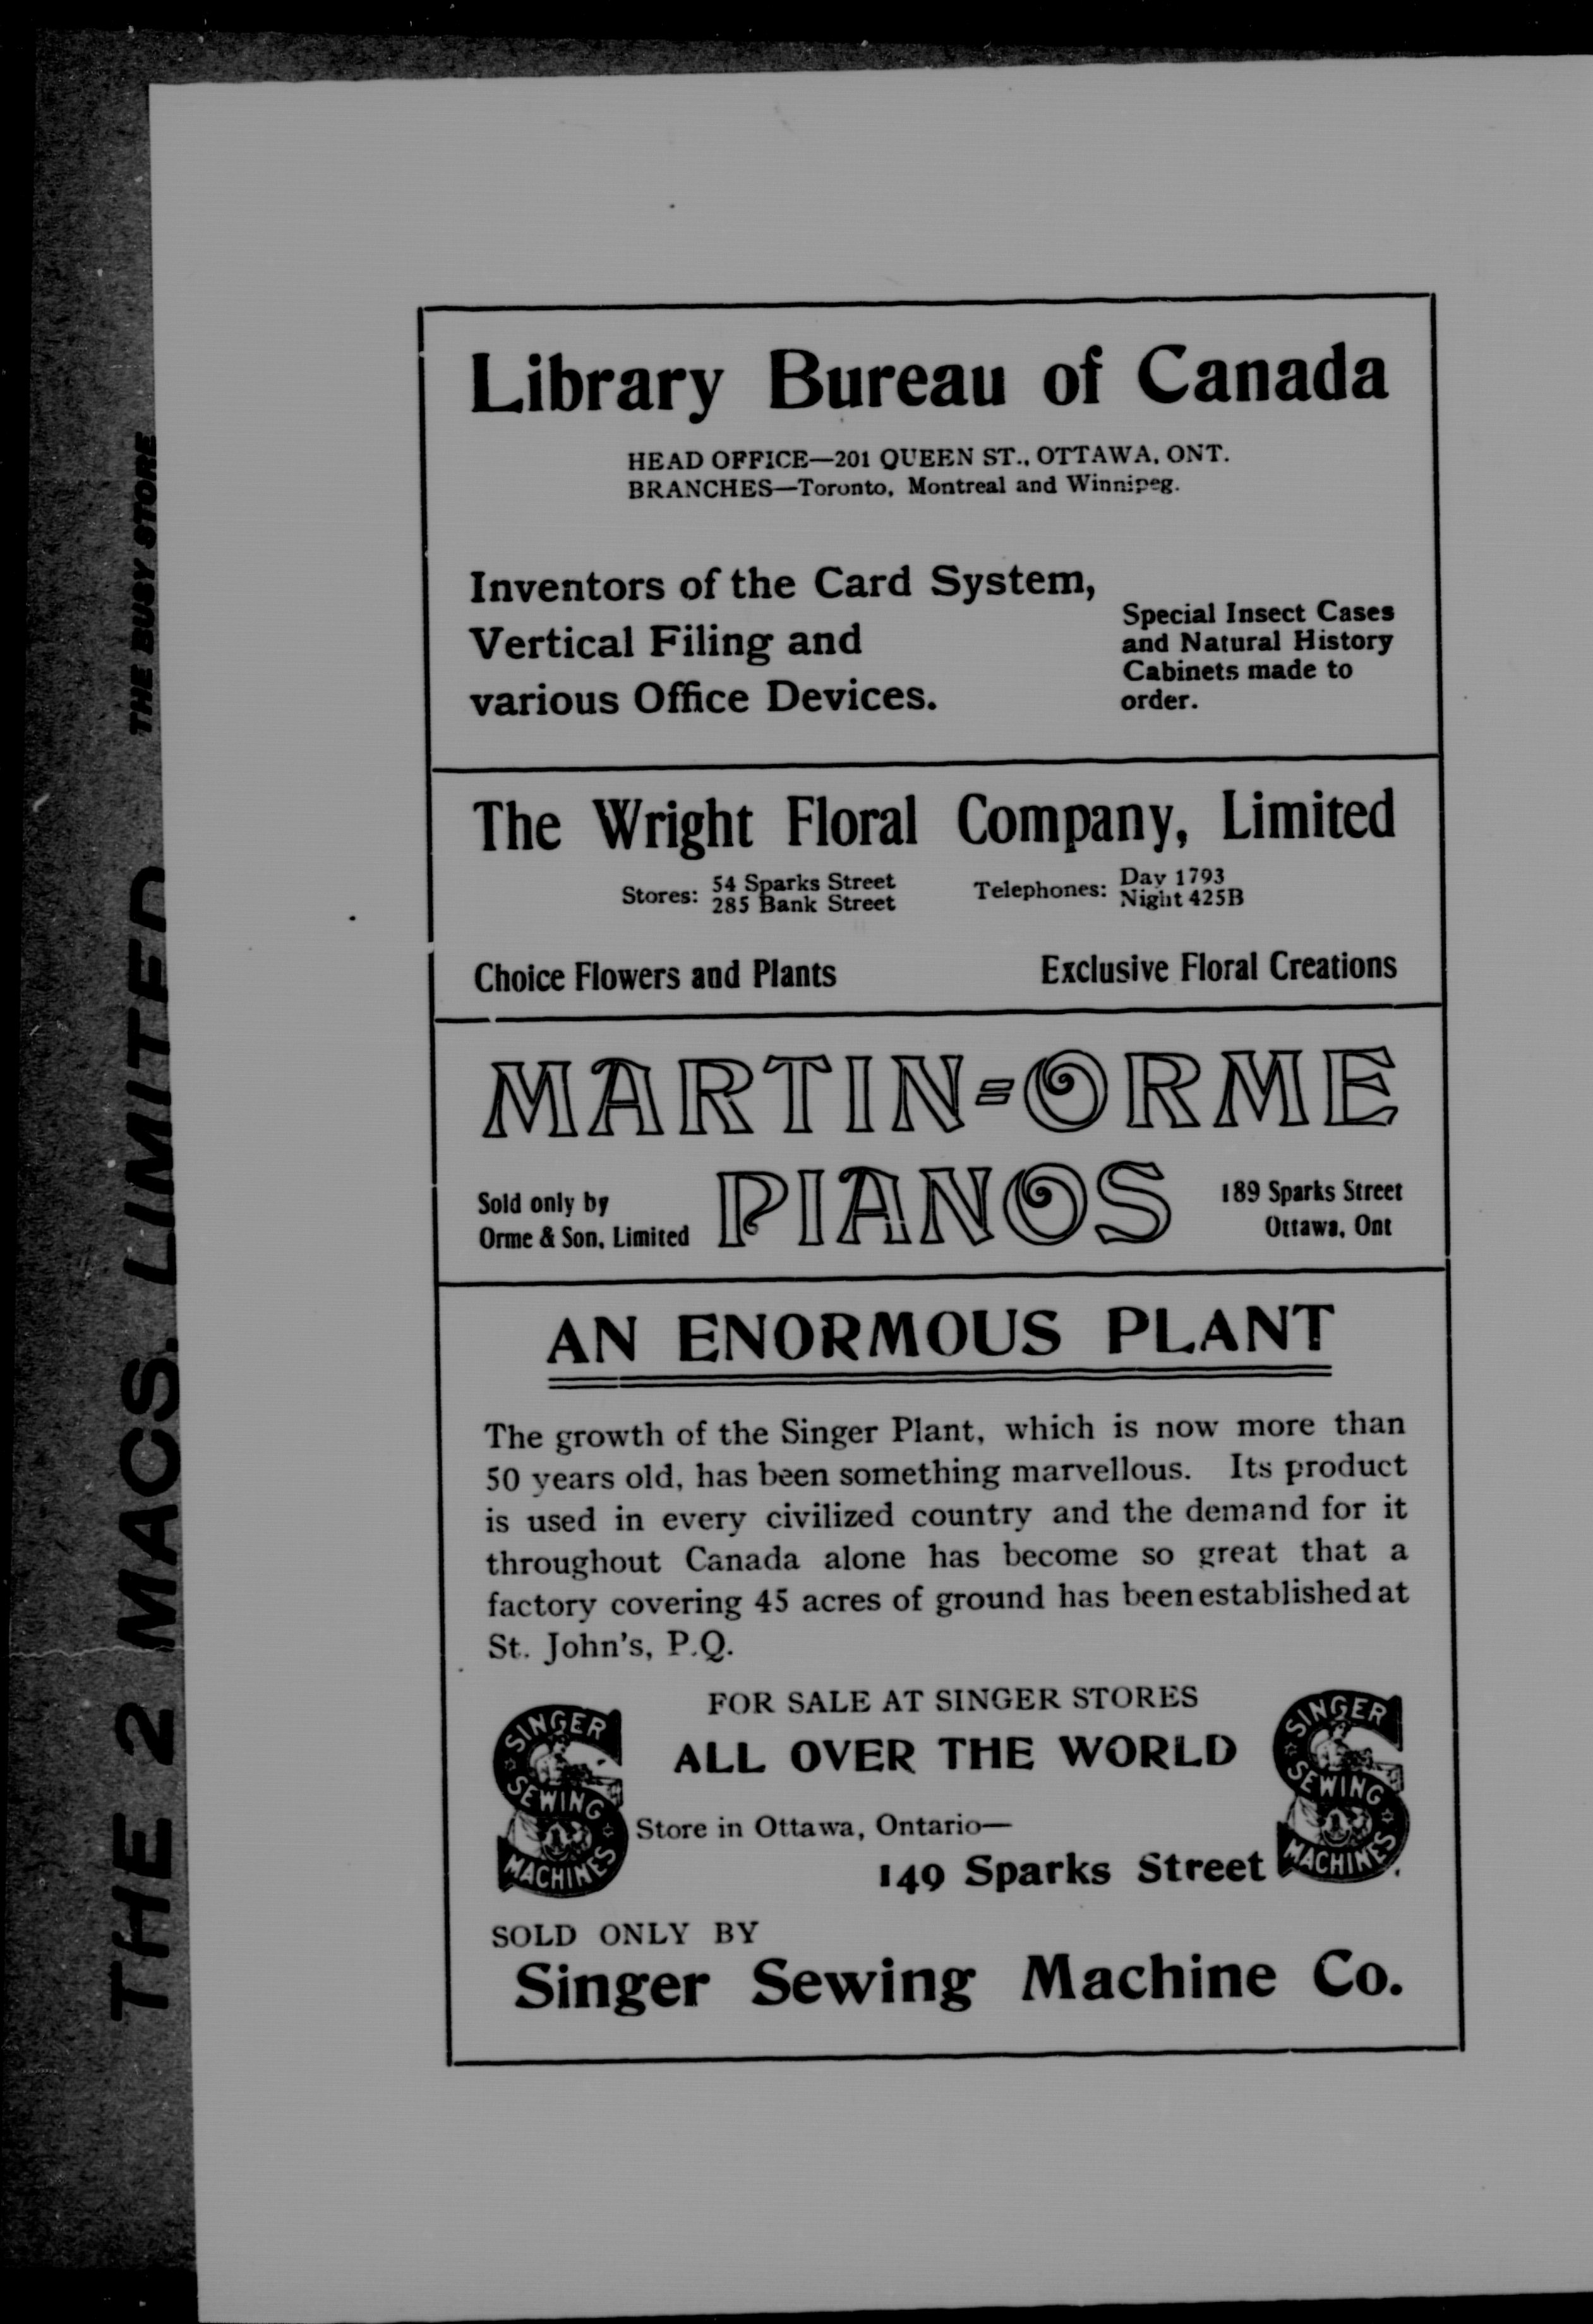 THE 2 MACS. LIMITED THE BUSY STORE
Library Bureau of Canada
HEAD OFFICE—201 QUEEN ST., OTTAWA, ONT.
BRANCHES—Toronto, Montreal and Winnipeg.
Inventors of the Card System,
Vertical Filing and
various Office Devices.
Special Insect Cases
and Natural History
Cabinets made to
order.
The Wright Floral Company, Limited
Stores: 54 Sparks Street
285 Bank Street
Telephones: Day 1793
Night 425B
Choice Flowers and Plants
Exclusive Floral Creations
MARTIN=ORME
PIANOS
Sold only by
Orme & Son, Limited
189 Sparks Street
Ottawa, Ont
AN ENORMOUS PLANT
The growth of the Singer Plant, which is now more than
50 years old, has been something marvellous. Its product
is used in every civilized country and the demand for it
throughout Canada alone has become so great that a
factory covering 45 acres of ground has been established at
St. John's, P.Q.
FOR SALE AT SINGER STORES
ALL OVER THE WORLD
Store in Ottawa, Ontario—
149 Sparks Street
SINGER
SEWING
MACHINES
SINGER
SEWING
MACHINES
SOLD ONLY BY
Singer Sewing Machine Co.